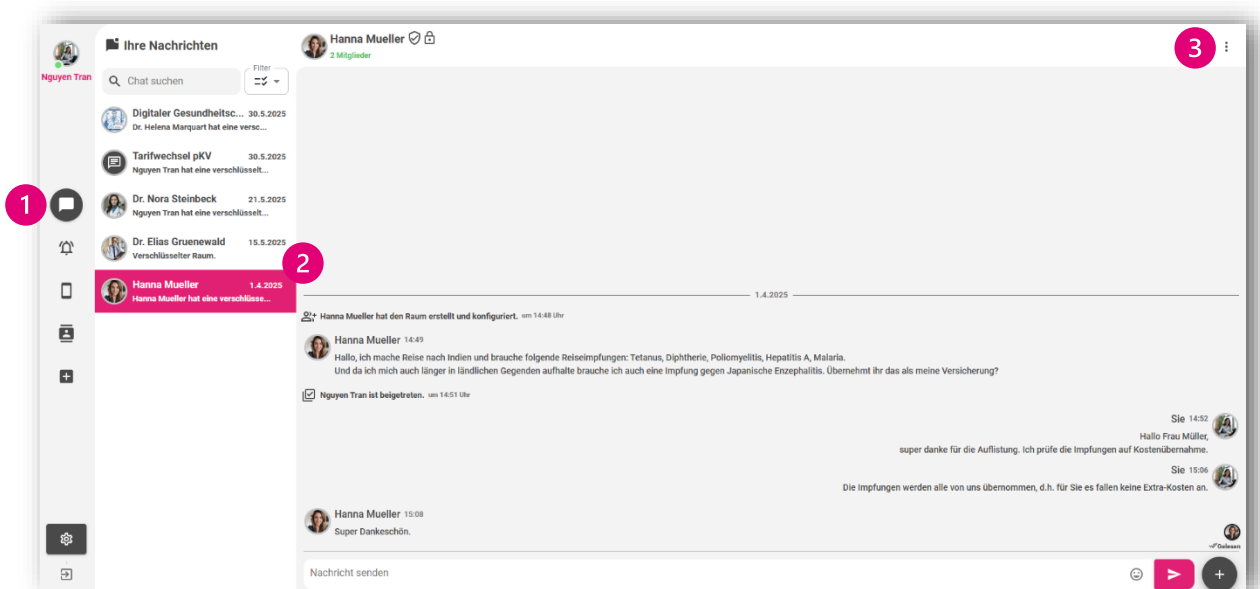 Nguyen Tran
1
Ihre Nachrichten
Chat suchen
Filter
Digitaler Gesundheitsc... 30.5.2025
Dr. Helena Marquart hat eine versc...
Tarifwechsel pKV 30.5.2025
Nguyen Tran hat eine verschlüsselt...
Dr. Nora Steinbeck 21.5.2025
Nguyen Tran hat eine verschlüsselt...
Dr. Elias Gruenewald 15.5.2025
Verschlüsselter Raum.
2
Hanna Mueller 1.4.2025
Hanna Mueller hat eine verschlüsse...
Hanna Mueller
2 Mitglieder
3
1.4.2025
Hanna Mueller hat den Raum erstellt und konfiguriert. um 14:48 Uhr
Hanna Mueller 14:49
Hallo, ich mache Reise nach Indien und brauche folgende Reiseimpfungen: Tetanus, Diphtherie, Poliomyelitis, Hepatitis A, Malaria.
Und da ich mich auch länger in ländlichen Gegenden aufhalte brauche ich auch eine Impfung gegen Japanische Enzephalitis. Übernehmt ihr das als meine Versicherung?
Nguyen Tran ist beigetreten. um 14:51 Uhr
Sie 14:52
Hallo Frau Müller,
super danke für die Auflistung. Ich prüfe die Impfungen auf Kostenübernahme.
Sie 15:06
Die Impfungen werden alle von uns übernommen, d.h. für Sie es fallen keine Extra-Kosten an.
Hanna Mueller 15:08
Super Dankeschön.
Gelesen
Nachricht senden